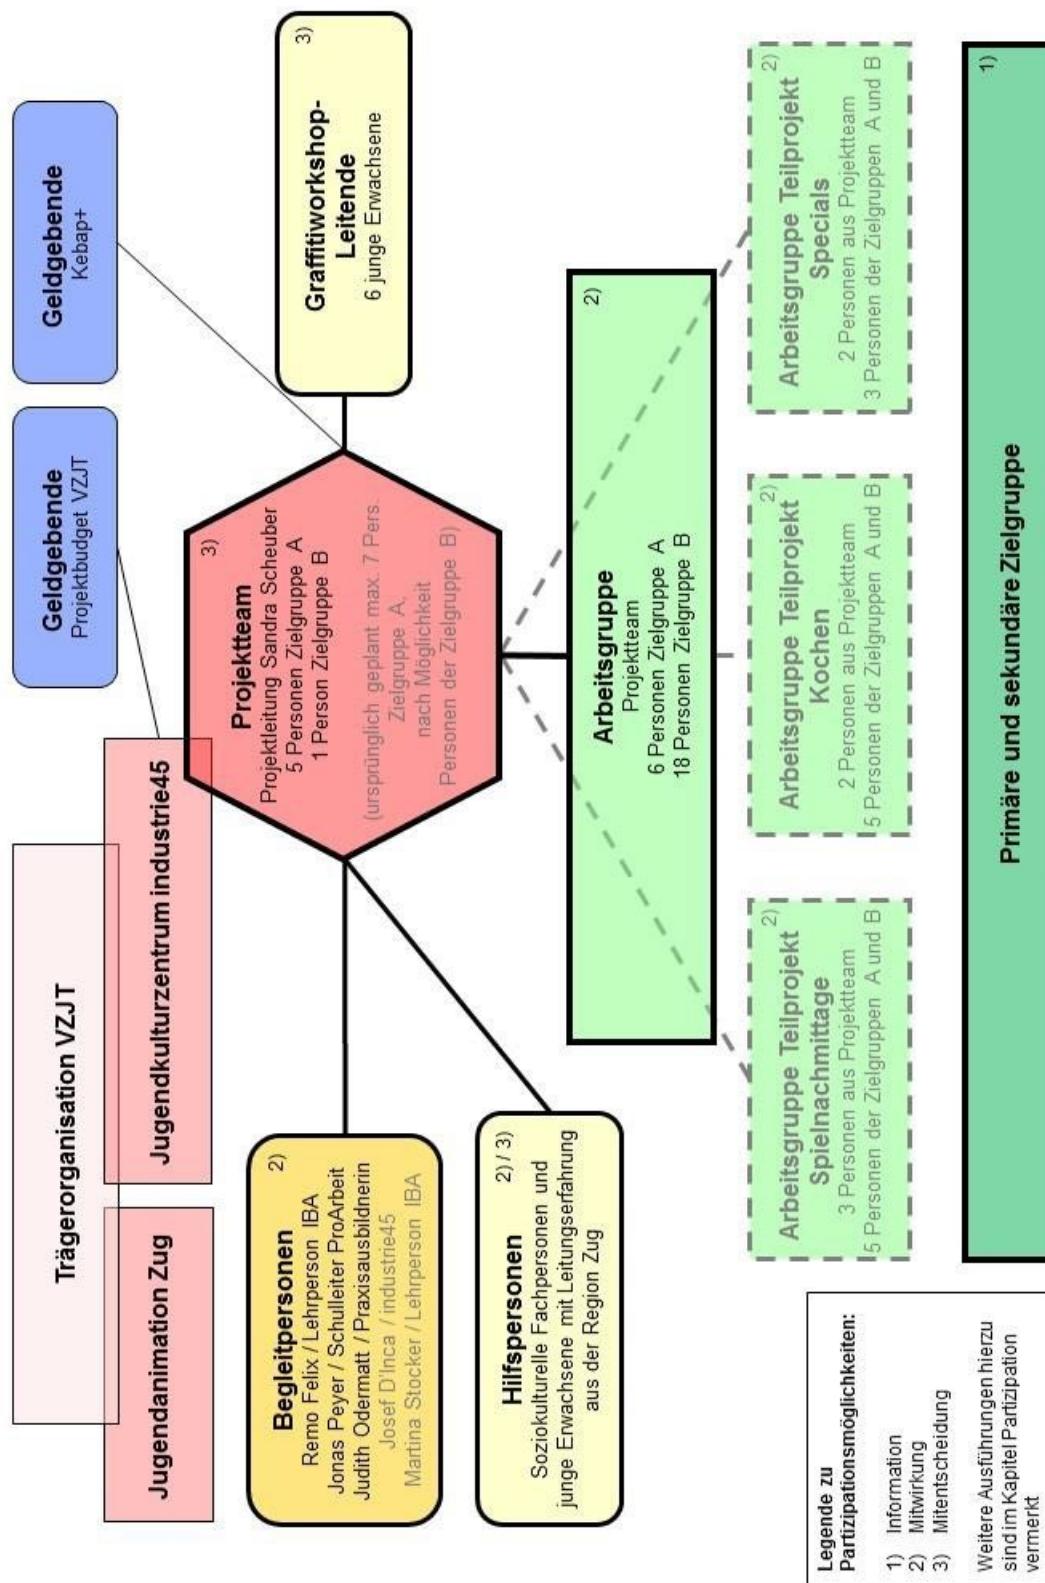 Trägerorganisation VZJT
Jugendanimation Zug
Jugendkulturzentrum industrie45
Geldgebende
Projektbudget VZJT
Geldgebende
Kebap+
Begleitpersonen
2)
Remo Felix / Lehrperson IBA
Jonas Peyer / Schulleiter ProArbeit
Judith Odermatt / Praxisausbildnerin
Josef D'Inca / industrie45
Martina Stocker / Lehrperson IBA
Hilfspersonen
2) / 3)
Soziokulturelle Fachpersonen und
junge Erwachsene mit Leitungserfahrung
aus der Region Zug
3)
Projektteam
Projektleitung Sandra Scheuber
5 Personen Zielgruppe A
1 Person Zielgruppe B
(ursprünglich geplant max. 7 Pers.
Zielgruppe A,
nach Möglichkeit
Personen der Zielgruppe B)
3)
Graffitiworkshop-
Leitende
6 junge Erwachsene
2)
Arbeitsgruppe
Projektteam
6 Personen Zielgruppe A
18 Personen Zielgruppe B
2)
Arbeitsgruppe Teilprojekt
Spielnachmittage
3 Personen aus Projektteam
5 Personen der Zielgruppen A und B
2)
Arbeitsgruppe Teilprojekt
Kochen
2 Personen aus Projektteam
5 Personen der Zielgruppen A und B
2)
Arbeitsgruppe Teilprojekt
Specials
2 Personen aus Projektteam
3 Personen der Zielgruppen A und B
1)
Primäre und sekundäre Zielgruppe
Legende zu
Partizipationsmöglichkeiten:
1) Information
2) Mitwirkung
3) Mitentscheidung
Weitere Ausführungen hierzu
sind im Kapitel Partizipation
vermerkt